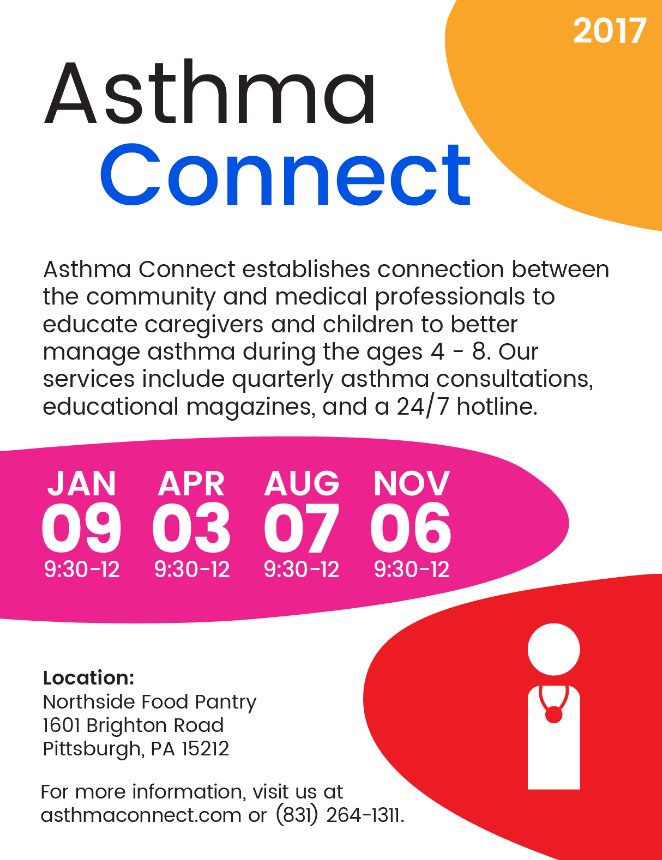 2017
Asthma
Connect
Asthma Connect establishes connection between
the community and medical professionals to
educate caregivers and children to better
manage asthma during the ages 4 - 8. Our
services include quarterly asthma consultations,
educational magazines, and a 24/7 hotline.
JAN APR AUG NOV
09 03 07 06
9:30-12 9:30-12 9:30-12 9:30-12
Location:
Northside Food Pantry
1601 Brighton Road
Pittsburgh, PA 15212
For more information, visit us at
asthmaconnect.com or (831) 264-1311.